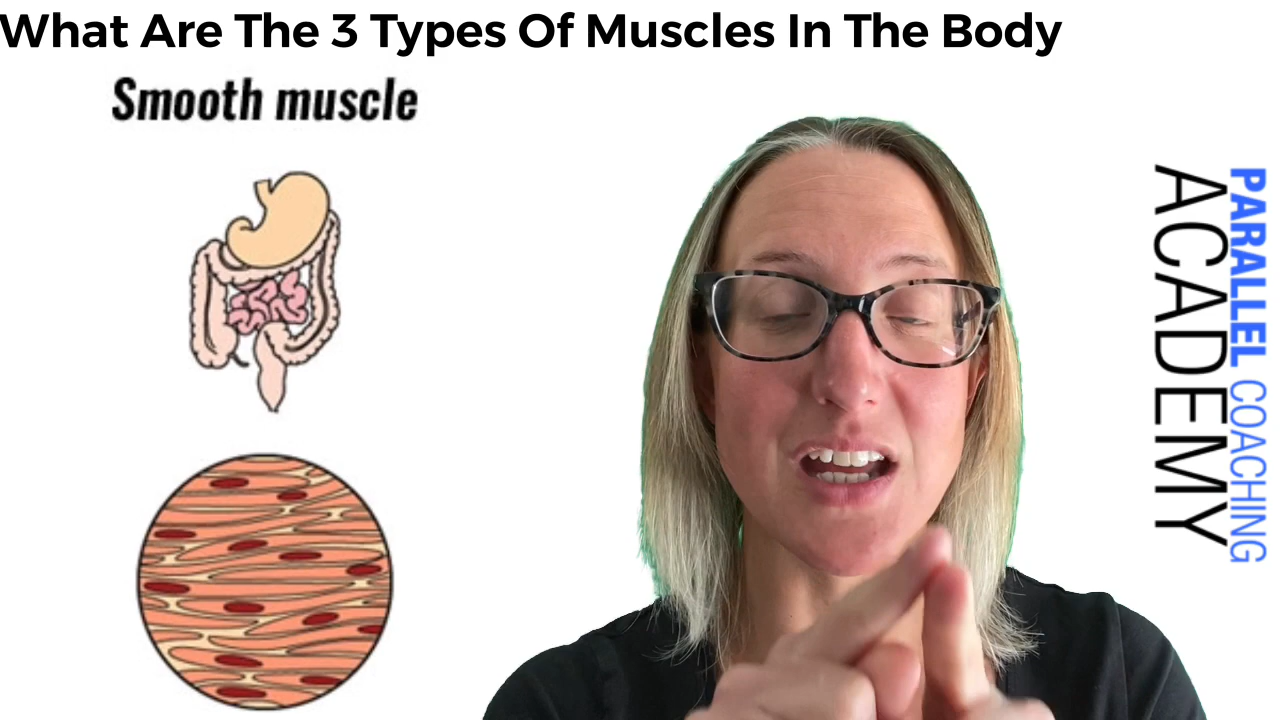 What Are The 3 Types Of Muscles In The Body
Smooth muscle
PARALLEL COACHING
ACADEMY